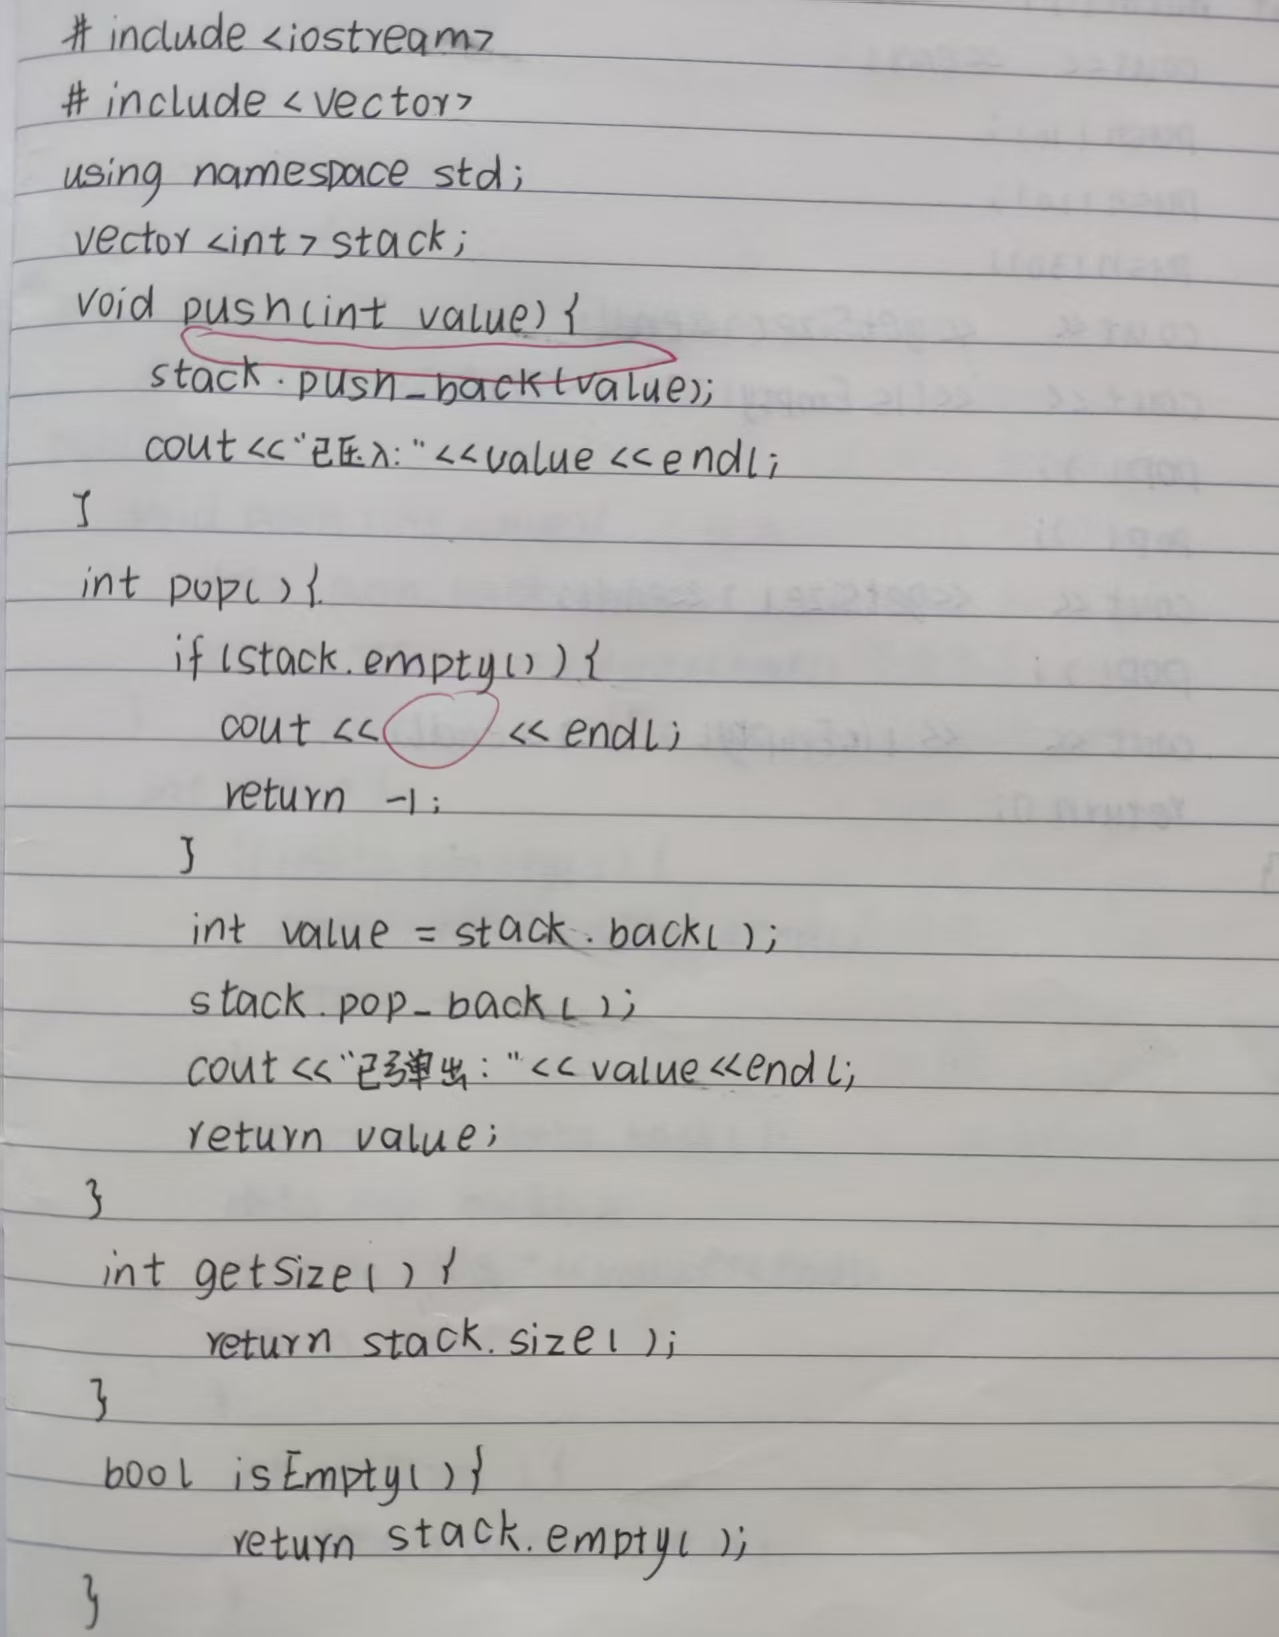 # include <iostream>
# include <vector>
using namespace std;
vector <int> stack;
void push(int value){
stack.push_back(value);
cout<<"已压入:"<<value<<endl;
}
int pop(){
if(stack.empty()){
cout << << endl;
return -1;
}
int value = stack.back();
stack.pop_back();
cout<<"已弹出:"<<value<<endl;
return value;
}
int getSize(){
return stack.size();
}
bool isEmpty(){
return stack.empty();
}